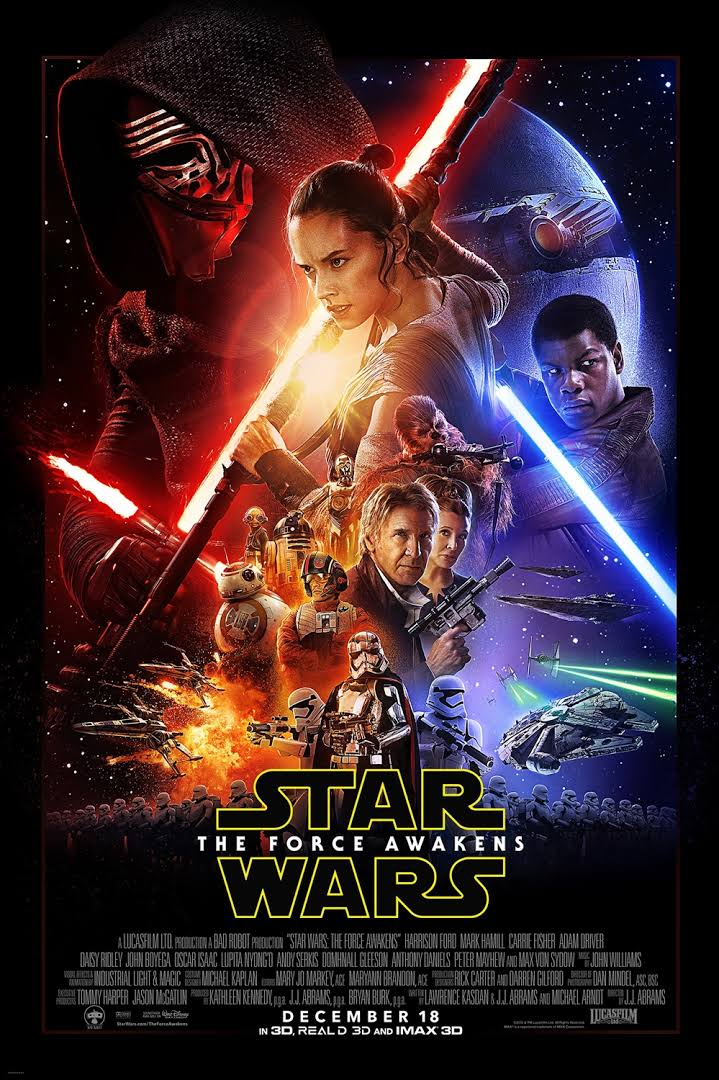 STAR
THE FORCE AWAKENS
WARS
A LUCASFILM LTD. PRODUCTION A BAD ROBOT PRODUCTION "STAR WARS: THE FORCE AWAKENS" HARRISON FORD MARK HAMILL CARRIE FISHER ADAM DRIVER
DAISY RIDLEY JOHN BOYEGA OSCAR ISAAC LUPITA NYONG'O ANDY SERKIS DOMHNALL GLEESON ANTHONY DANIELS PETER MAYHEW AND MAX VON SYDOW MUSIC BY JOHN WILLIAMS
INDUSTRIAL LIGHT & MAGIC MICHAEL KAPLAN MARY JO MARKEY, ACE MARYANN BRANDON, ACE RICK CARTER AND DARREN GILFORD DAN MINDEL, ASC, BSC
TOMMY HARPER JASON McGATLIN KATHLEEN KENNEDY, p.g.a. J.J. ABRAMS, p.g.a. BRYAN BURK, p.g.a. LAWRENCE KASDAN & J.J. ABRAMS AND MICHAEL ARNDT J.J. ABRAMS
StarWars.com/TheForceAwakens
DECEMBER 18
IN 3D, REAL D 3D AND IMAX 3D
LUCASFILM